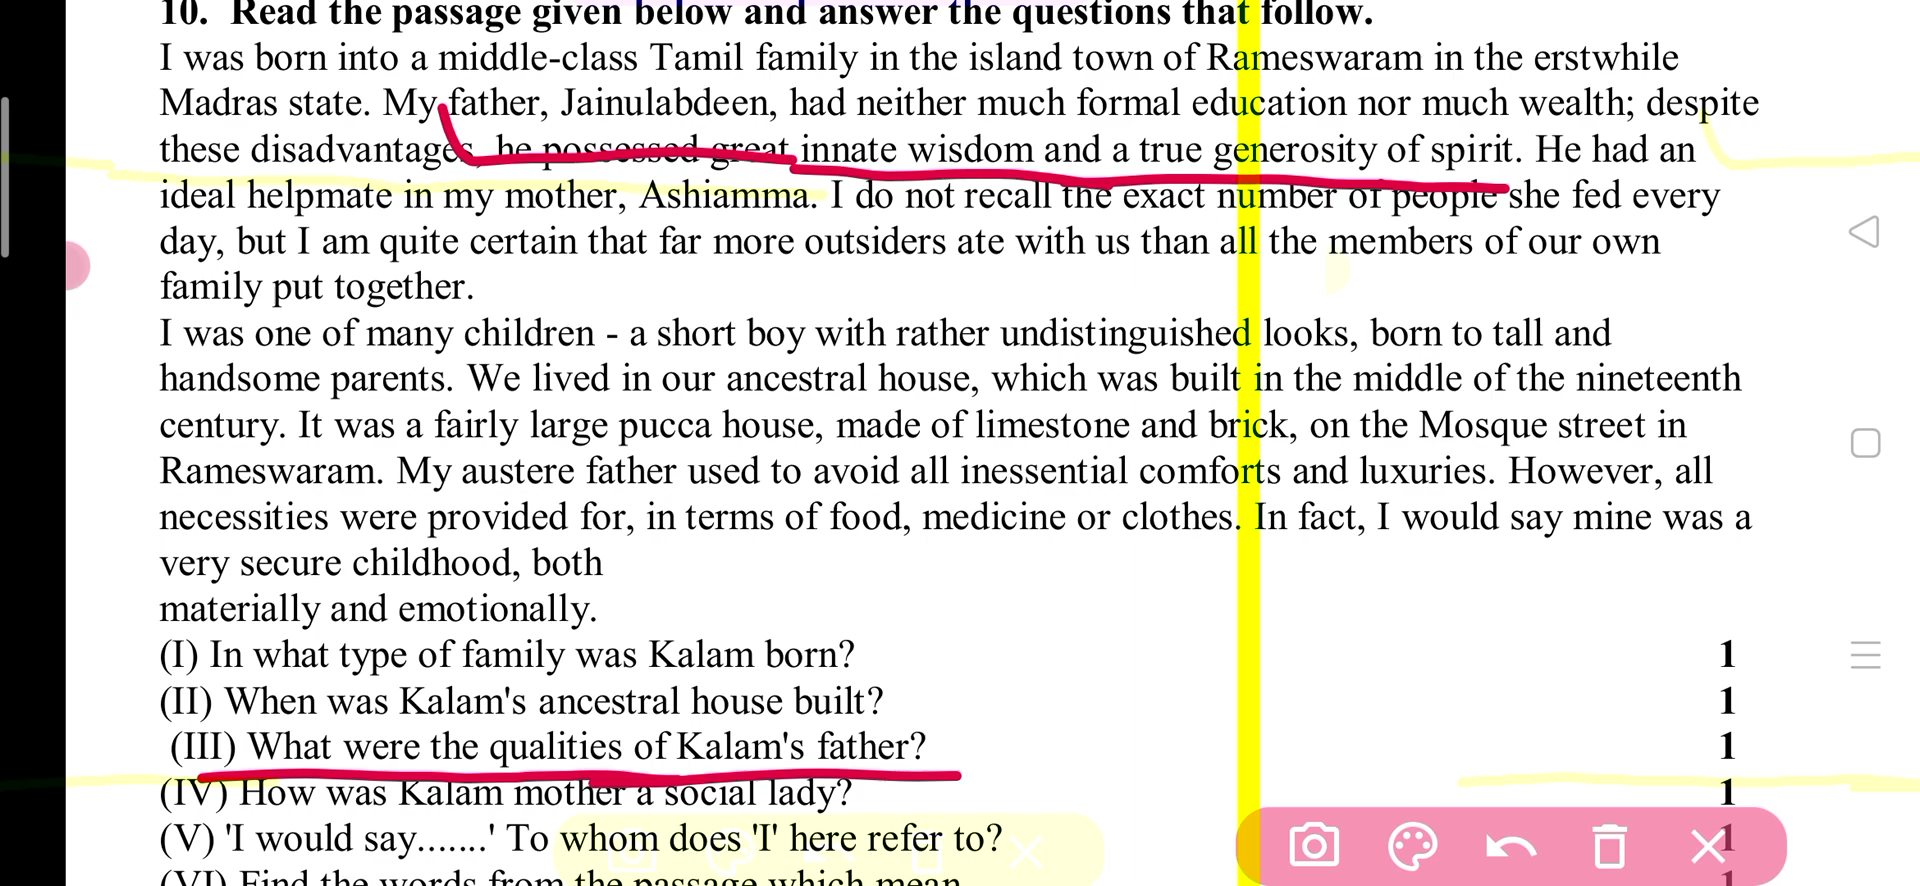 10. Read the passage given below and answer the questions that follow.
I was born into a middle-class Tamil family in the island town of Rameswaram in the erstwhile
Madras state. My father, Jainulabdeen, had neither much formal education nor much wealth; despite
these disadvantages, he possessed great innate wisdom and a true generosity of spirit. He had an
ideal helpmate in my mother, Ashiamma. I do not recall the exact number of people she fed every
day, but I am quite certain that far more outsiders ate with us than all the members of our own
family put together.
I was one of many children - a short boy with rather undistinguished looks, born to tall and
handsome parents. We lived in our ancestral house, which was built in the middle of the nineteenth
century. It was a fairly large pucca house, made of limestone and brick, on the Mosque street in
Rameswaram. My austere father used to avoid all inessential comforts and luxuries. However, all
necessities were provided for, in terms of food, medicine or clothes. In fact, I would say mine was a
very secure childhood, both
materially and emotionally.
(I) In what type of family was Kalam born? 1
(II) When was Kalam's ancestral house built? 1
(III) What were the qualities of Kalam's father? 1
(IV) How was Kalam mother a social lady? 1
(V) 'I would say.......' To whom does 'I' here refer to? 1
(VI) Find the words from the passage which mean 1